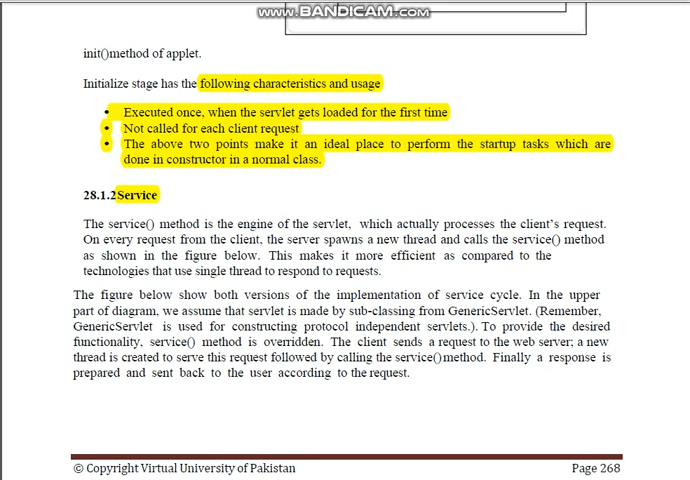 www.BANDICAM.com
init()method of applet.
Initialize stage has the following characteristics and usage
• Executed once, when the servlet gets loaded for the first time
• Not called for each client request
• The above two points make it an ideal place to perform the startup tasks which are
done in constructor in a normal class.
28.1.2Service
The service() method is the engine of the servlet, which actually processes the client’s request.
On every request from the client, the server spawns a new thread and calls the service() method
as shown in the figure below. This makes it more efficient as compared to the
technologies that use single thread to respond to requests.
The figure below show both versions of the implementation of service cycle. In the upper
part of diagram, we assume that servlet is made by sub-classing from GenericServlet. (Remember,
GenericServlet is used for constructing protocol independent servlets.). To provide the desired
functionality, service() method is overridden. The client sends a request to the web server; a new
thread is created to serve this request followed by calling the service()method. Finally a response is
prepared and sent back to the user according to the request.
© Copyright Virtual University of Pakistan Page 268